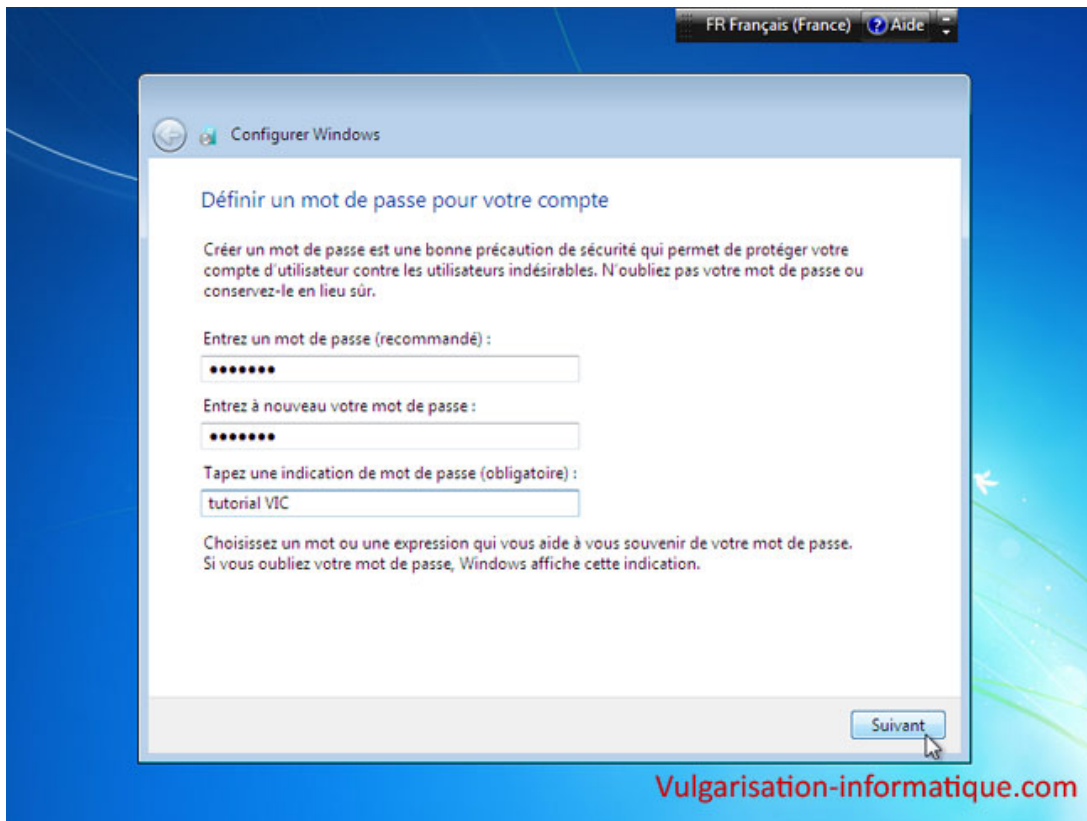 FR Français (France) Aide
Configurer Windows
Définir un mot de passe pour votre compte
Créer un mot de passe est une bonne précaution de sécurité qui permet de protéger votre
compte d'utilisateur contre les utilisateurs indésirables. N'oubliez pas votre mot de passe ou
conservez-le en lieu sûr.
Entrez un mot de passe (recommandé) :
•••••••
Entrez à nouveau votre mot de passe :
•••••••
Tapez une indication de mot de passe (obligatoire) :
tutorial VIC
Choisissez un mot ou une expression qui vous aide à vous souvenir de votre mot de passe.
Si vous oubliez votre mot de passe, Windows affiche cette indication.
Suivant
Vulgarisation-informatique.com